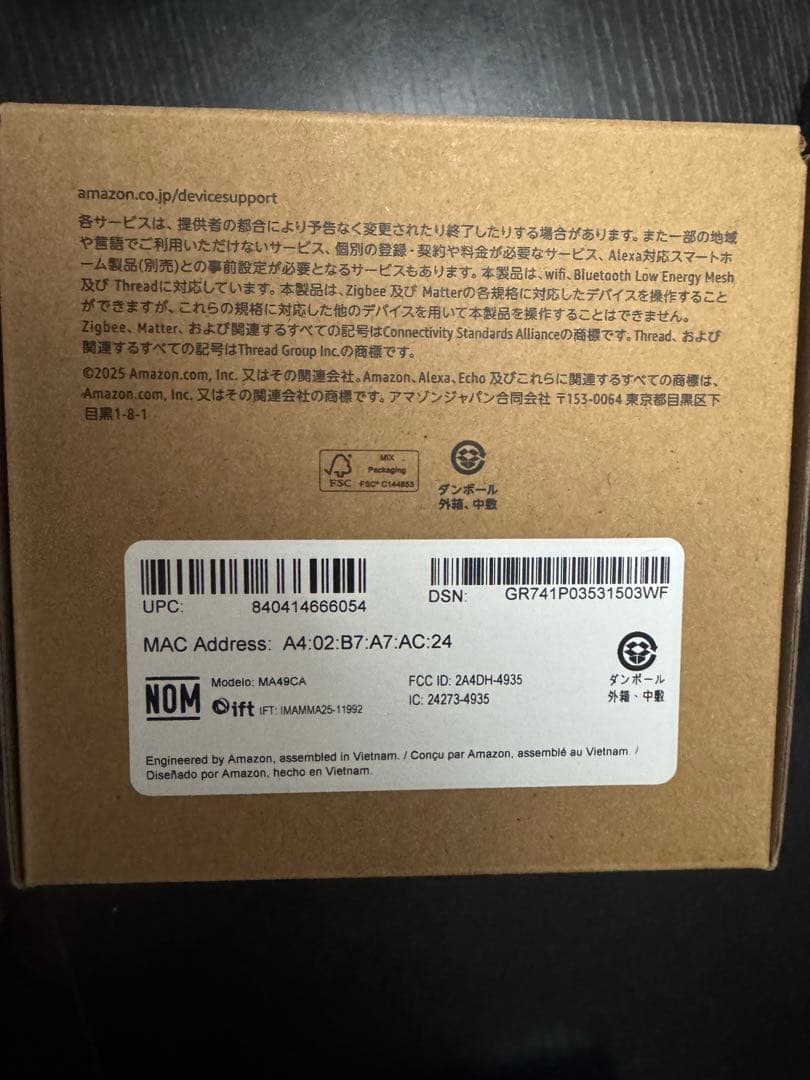 amazon.co.jp/devicesupport
各サービスは、提供者の都合により予告なく変更されたり終了したりする場合があります。また一部の地域
や言語でご利用いただけないサービス、個別の登録・契約や料金が必要なサービス、Alexa対応スマートホ
ーム製品(別売)との事前設定が必要となるサービスもあります。本製品は、wifi、Bluetooth Low Energy Mesh
及び Threadに対応しています。本製品は、Zigbee 及び Matterの各規格に対応したデバイスを操作すること
ができますが、これらの規格に対応した他のデバイスを用いて本製品を操作することはできません。
Zigbee、Matter、および関連するすべての記号はConnectivity Standards Allianceの商標です。Thread、および
関連するすべての記号はThread Group Inc.の商標です。
©2025 Amazon.com, Inc. 又はその関連会社。Amazon、Alexa、Echo 及びこれらに関連するすべての商標は、
Amazon.com, Inc. 又はその関連会社の商標です。アマゾンジャパン合同会社 〒153-0064 東京都目黒区下
目黒1-8-1
FSC
MIX
Packaging
FSC® C144853
ダンボール
外箱、中敷
UPC: 840414666054
DSN: GR741P03531503WF
MAC Address: A4:02:B7:A7:AC:24
NOM
Modelo: MA49CA
ift IFT: IMAMMA25-11992
FCC ID: 2A4DH-4935
IC: 24273-4935
ダンボール
外箱・中敷
Engineered by Amazon, assembled in Vietnam. / Conçu par Amazon, assemblé au Vietnam /
Diseñado por Amazon, hecho en Vietnam.